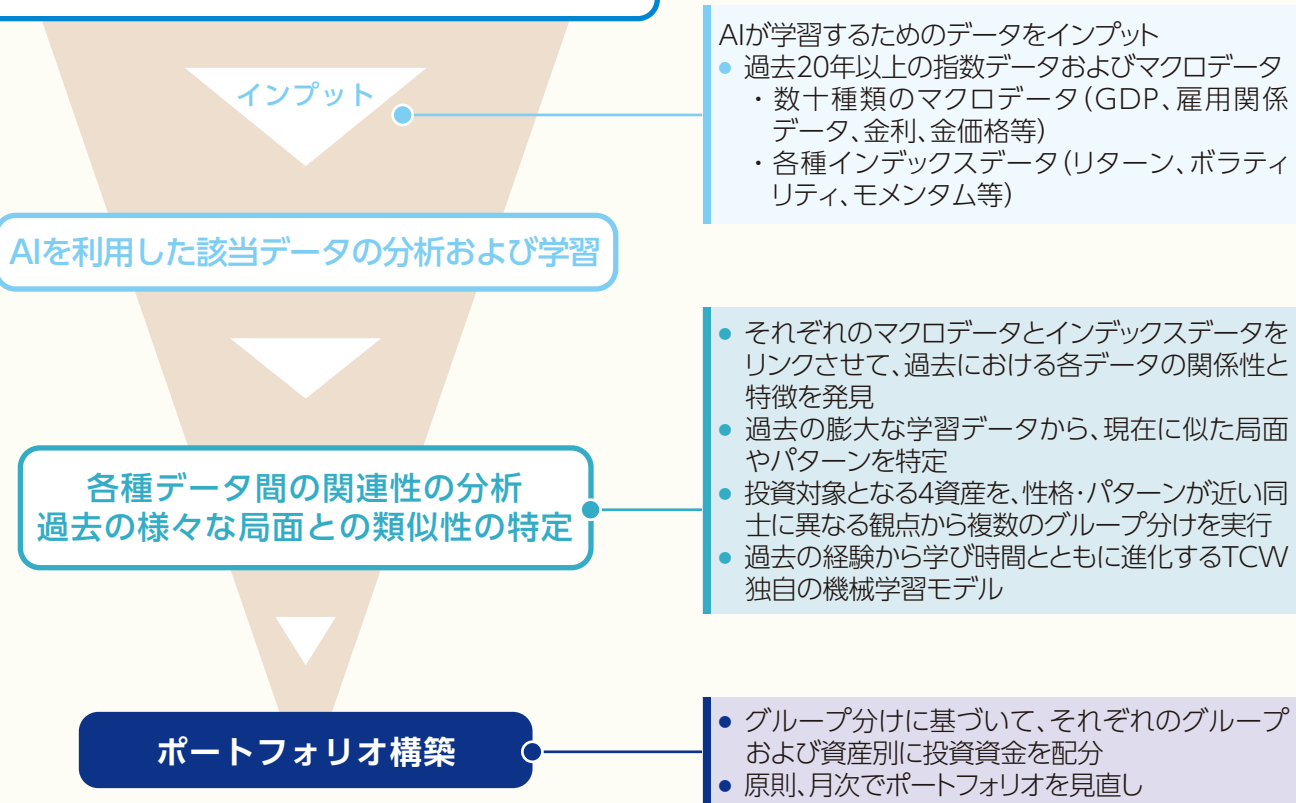 インプット
AIが学習するためのデータをインプット
● 過去20年以上の指数データおよびマクロデータ
・数十種類のマクロデータ(GDP、雇用関係
データ、金利、金価格等)
・各種インデックスデータ(リターン、ボラティ
リティ、モメンタム等)
AIを利用した該当データの分析および学習
● それぞれのマクロデータとインデックスデータを
リンクさせて、過去における各データの関係性と
特徴を発見
● 過去の膨大な学習データから、現在に似た局面
やパターンを特定
● 投資対象となる4資産を、性格・パターンが近い同
士に異なる観点から複数のグループ分けを実行
● 過去の経験から学び時間とともに進化するTCW
独自の機械学習モデル
各種データ間の関連性の分析
過去の様々な局面との類似性の特定
ポートフォリオ構築
● グループ分けに基づいて、それぞれのグループ
および資産別に投資資金を配分
● 原則、月次でポートフォリオを見直し